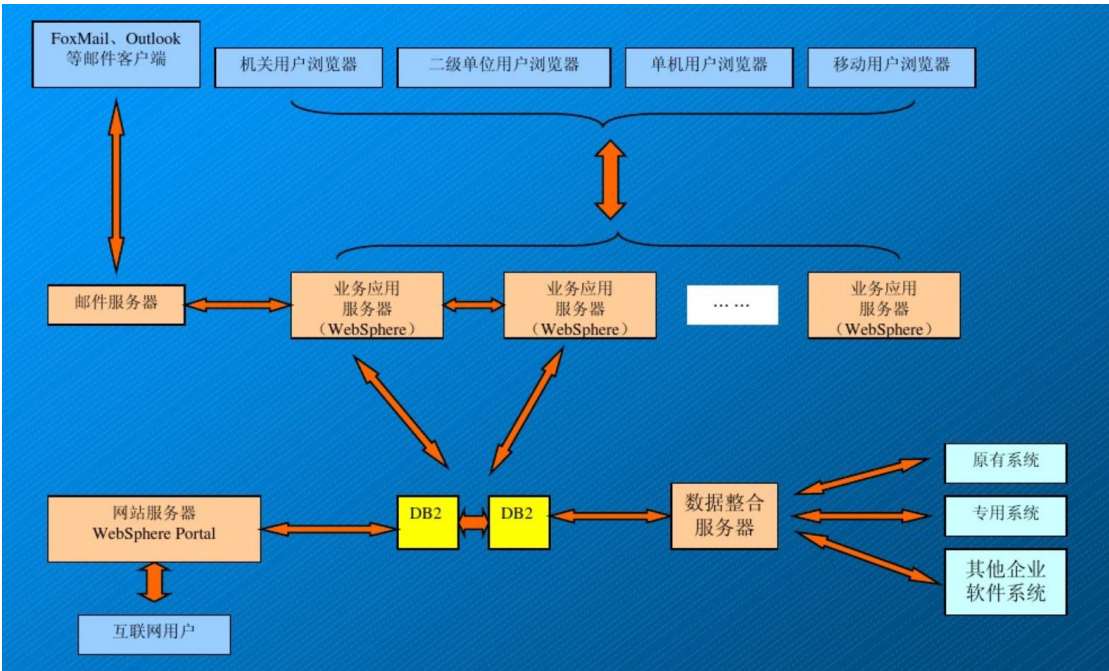 FoxMail、Outlook
等邮件客户端
机关用户浏览器
二级单位用户浏览器
单机用户浏览器
移动用户浏览器
邮件服务器
业务应用
服务器
（WebSphere）
业务应用
服务器
（WebSphere）
… …
业务应用
服务器
（WebSphere）
网站服务器
WebSphere Portal
DB2
DB2
数据整合
服务器
原有系统
专用系统
其他企业
软件系统
互联网用户